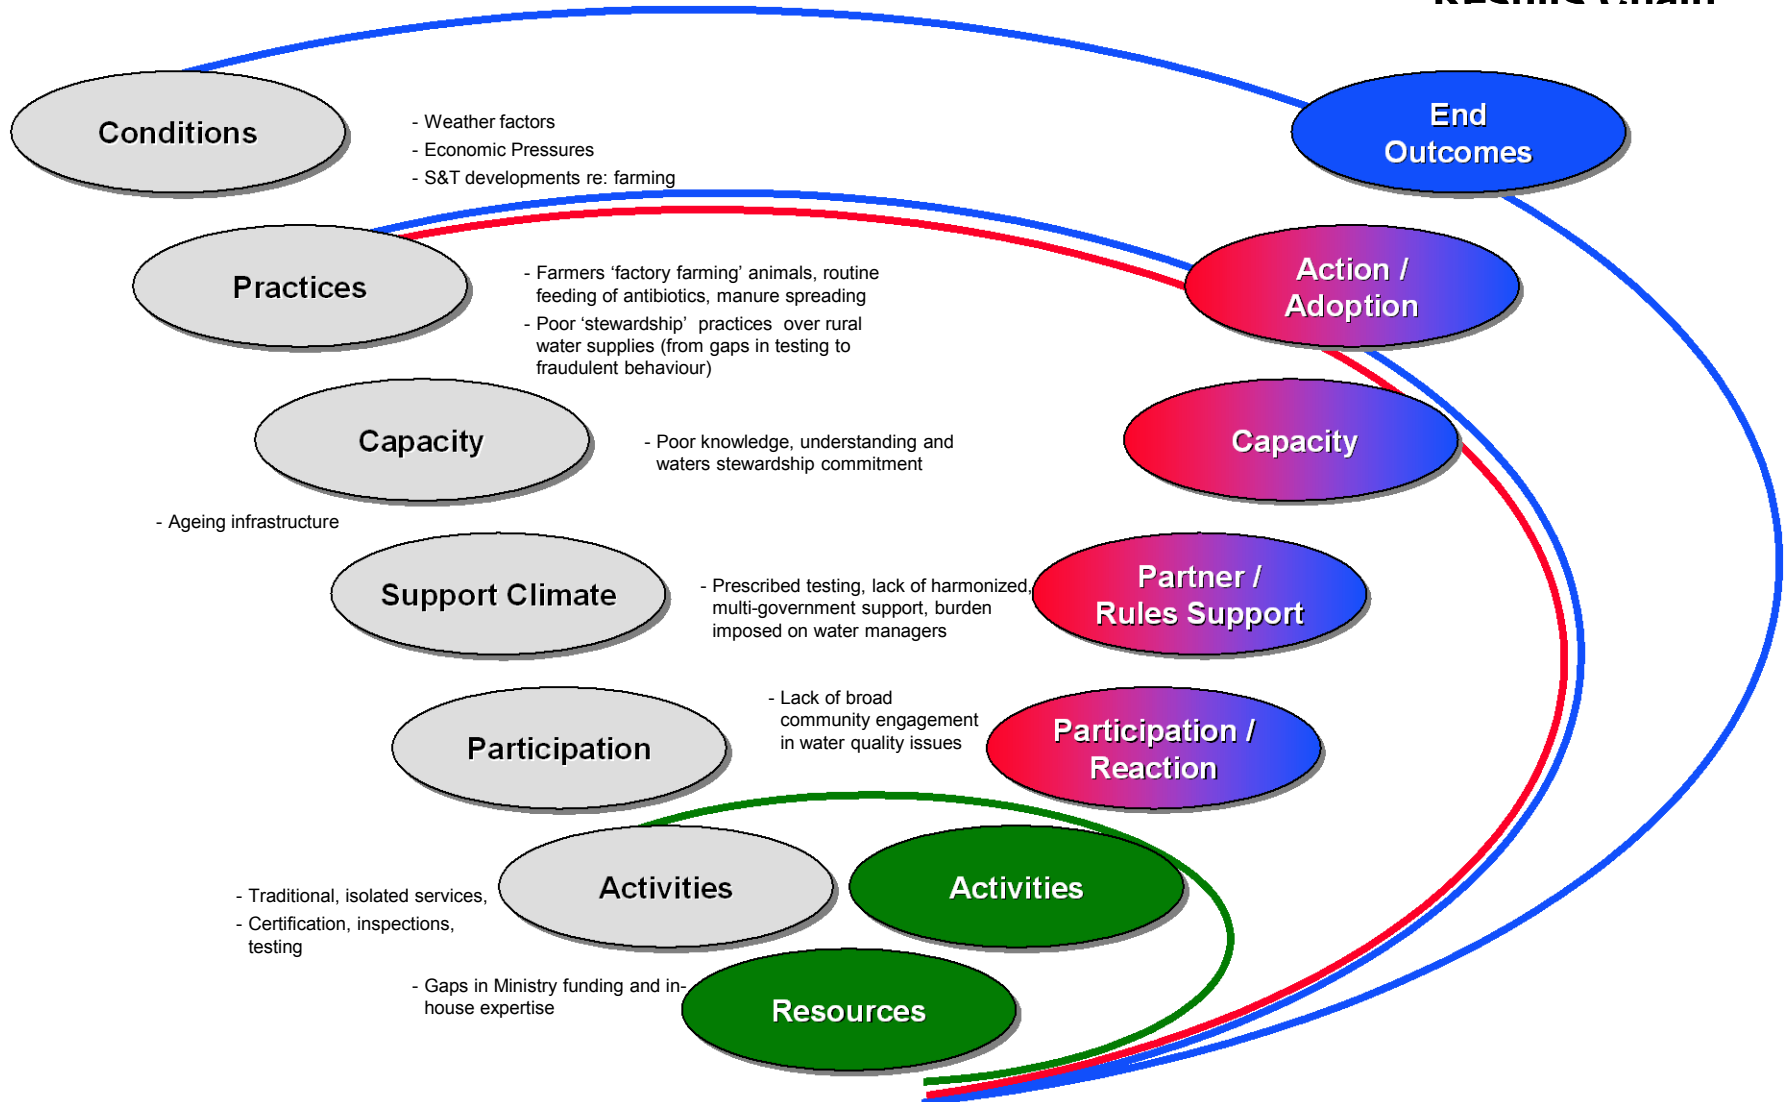 Results Chain
Conditions
- Weather factors
- Economic Pressures
- S&T developments re: farming
End
Outcomes
Practices
- Farmers ‘factory farming’ animals, routine
feeding of antibiotics, manure spreading
- Poor ‘stewardship’ practices over rural
water supplies (from gaps in testing to
fraudulent behaviour)
Action /
Adoption
Capacity
- Poor knowledge, understanding and
waters stewardship commitment
Capacity
- Ageing infrastructure
Support Climate
- Prescribed testing, lack of harmonized,
multi-government support, burden
imposed on water managers
Partner /
Rules Support
Participation
- Lack of broad
community engagement
in water quality issues
Participation /
Reaction
- Traditional, isolated services,
- Certification, inspections,
testing
Activities
Activities
- Gaps in Ministry funding and in-
house expertise
Resources